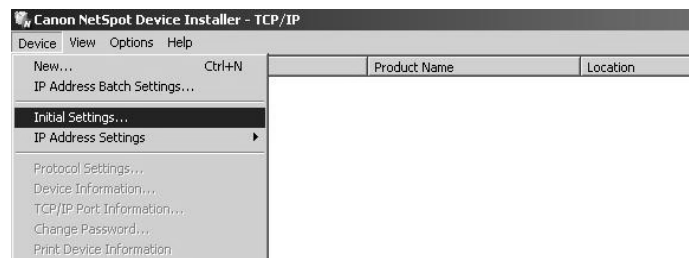 Canon NetSpot Device Installer - TCP/IP
Device View Options Help
New... Ctrl+N
Product Name Location
IP Address Batch Settings...
Initial Settings...
IP Address Settings
Protocol Settings...
Device Information...
TCP/IP Port Information...
Change Password...
Print Device Information